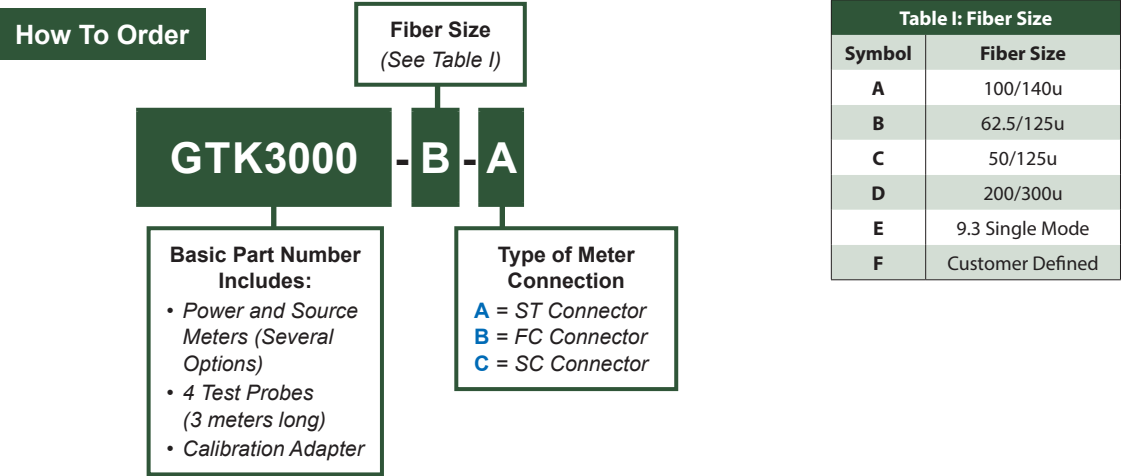 How To Order
Fiber Size
(See Table I)
GTK3000 - B - A
Basic Part Number
Includes:
• Power and Source
Meters (Several
Options)
• 4 Test Probes
(3 meters long)
• Calibration Adapter
Type of Meter
Connection
A = ST Connector
B = FC Connector
C = SC Connector
Table I: Fiber Size
Symbol Fiber Size
A 100/140u
B 62.5/125u
C 50/125u
D 200/300u
E 9.3 Single Mode
F Customer Defined